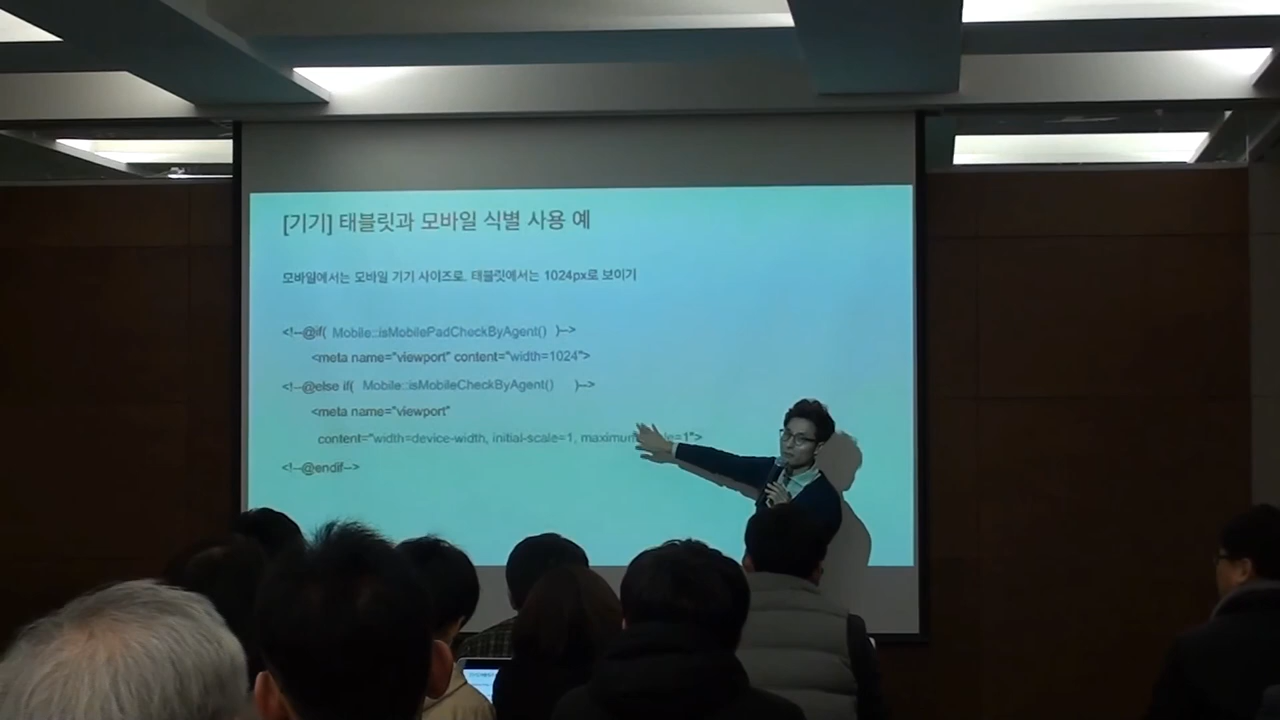 [기기] 태블릿과 모바일 식별 사용 예
모바일에서는 모바일 기기 사이즈로, 태블릿에서는 1024px로 보이기
<!--@if( Mobile::isMobilePadCheckByAgent() )-->
<meta name="viewport" content="width=1024">
<!--@else if( Mobile::isMobileCheckByAgent() )-->
<meta name="viewport"
content="width=device-width, initial-scale=1, maximum =1">
<!--@endif-->